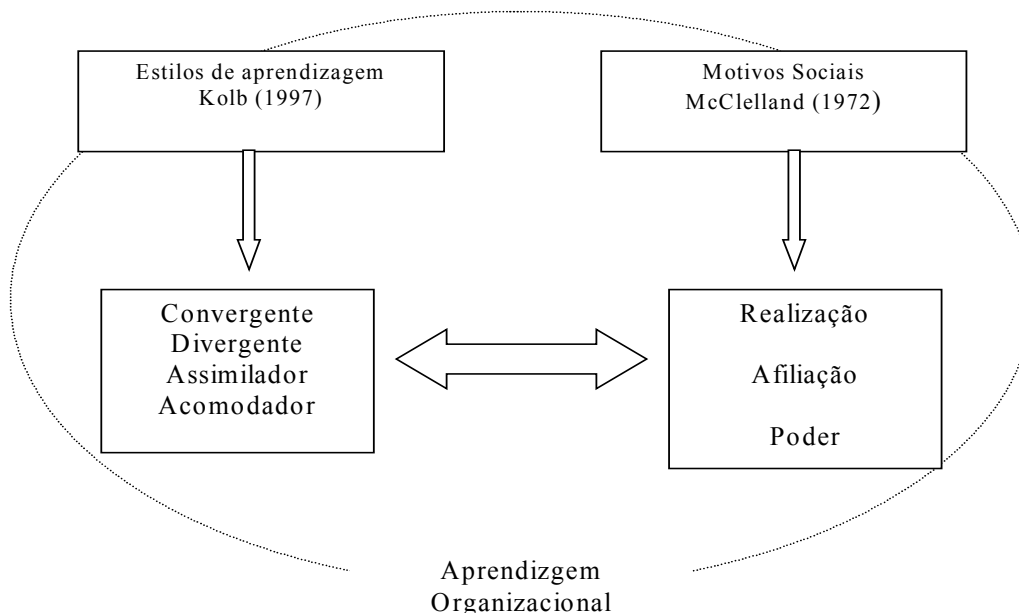 Estilos de aprendizagem
Kolb (1997)
Motivos Sociais
McClelland (1972)
Convergente
Divergente
Assimilador
Acomodador
Realização
Afiliação
Poder
Aprendizgem
Organizacional